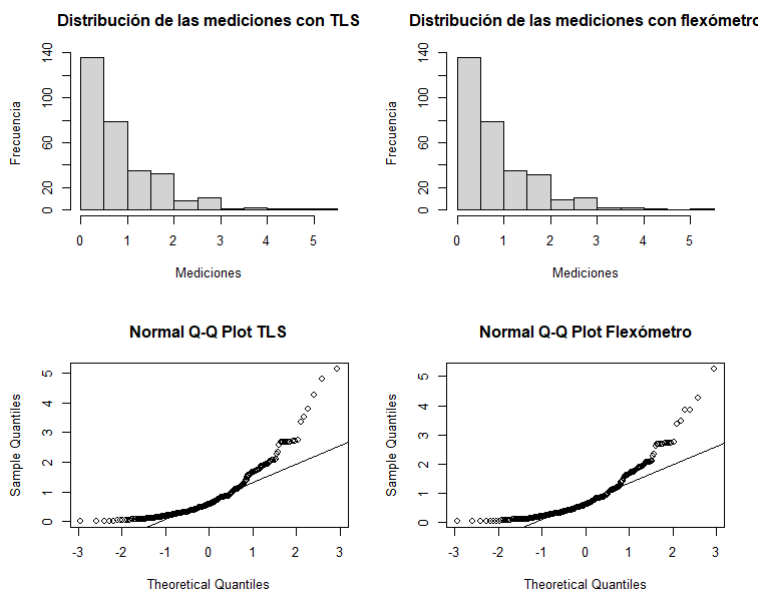 Distribución de las mediciones con TLS
Frecuencia
0 20 60 100 140
0 1 2 3 4 5
Mediciones
Distribución de las mediciones con flexómetro
Frecuencia
0 20 60 100 140
0 1 2 3 4 5
Mediciones
Normal Q-Q Plot TLS
Sample Quantiles
0 1 2 3 4 5
-3 -2 -1 0 1 2 3
Theoretical Quantiles
Normal Q-Q Plot Flexómetro
Sample Quantiles
0 1 2 3 4 5
-3 -2 -1 0 1 2 3
Theoretical Quantiles